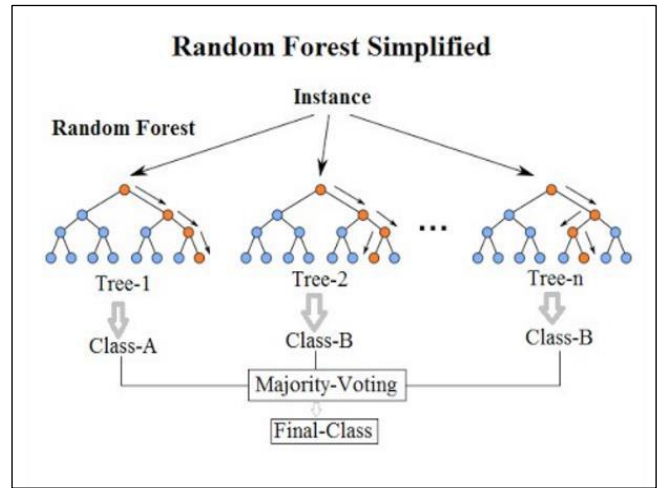 Random Forest Simplified
Instance
Random Forest
...
Tree-1
Tree-2
Tree-n
Class-A
Class-B
Class-B
Majority-Voting
Final-Class